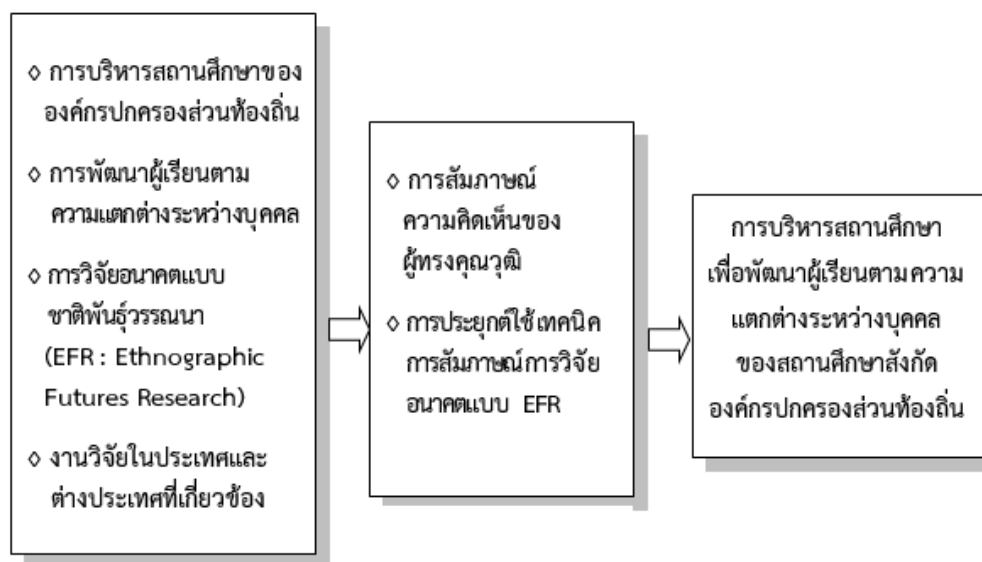 ◊ การบริหารสถานศึกษาของ
องค์กรปกครองส่วนท้องถิ่น
◊ การพัฒนาผู้เรียนตาม
ความแตกต่างระหว่างบุคคล
◊ การวิจัยอนาคตแบบ
ชาติพันธุ์วรรณนา
(EFR : Ethnographic
Futures Research)
◊ งานวิจัยในประเทศและ
ต่างประเทศที่เกี่ยวข้อง
◊ การสัมภาษณ์
ความคิดเห็นของ
ผู้ทรงคุณวุฒิ
◊ การประยุกต์ใช้เทคนิค
การสัมภาษณ์การวิจัย
อนาคตแบบ EFR
การบริหารสถานศึกษา
เพื่อพัฒนาผู้เรียนตามความ
แตกต่างระหว่างบุคคล
ของสถานศึกษาสังกัด
องค์กรปกครองส่วนท้องถิ่น